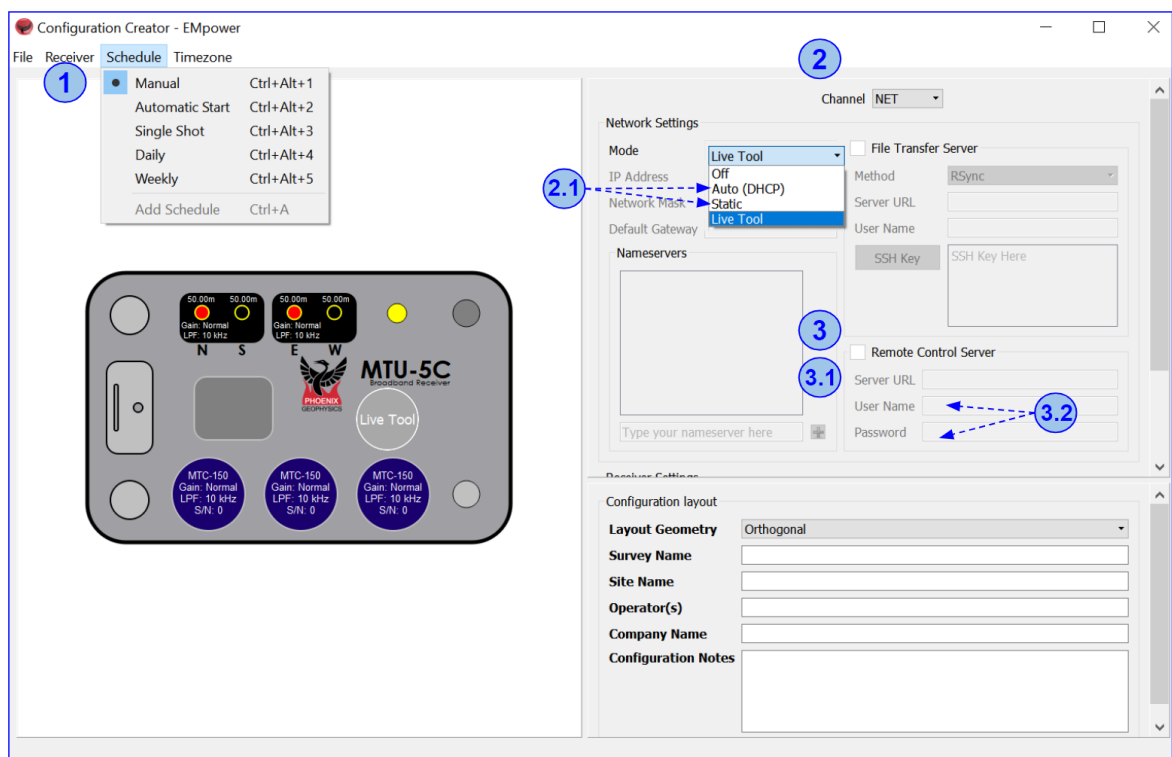 Configuration Creator - EMpower
File Receiver Schedule Timezone
1
Manual Ctrl+Alt+1
Automatic Start Ctrl+Alt+2
Single Shot Ctrl+Alt+3
Daily Ctrl+Alt+4
Weekly Ctrl+Alt+5
Add Schedule Ctrl+A
50.00m 50.00m 50.00m 50.00m
Gain: Normal Gain: Normal
LPF: 10 kHz LPF: 10 kHz
N S E W
MTU-5C
Broadband Receiver
PHOENIX
GEOPHYSICS
Live Tool
MTC-150 MTC-150 MTC-150
Gain: Normal Gain: Normal Gain: Normal
LPF: 10 kHz LPF: 10 kHz LPF: 10 kHz
S/N: 0 S/N: 0 S/N: 0
2
Channel NET
Network Settings
Mode Live Tool
Off
Auto (DHCP)
Static
Live Tool
2.1
IP Address
Network Mask
Default Gateway
Nameservers
Type your nameserver here
File Transfer Server
Method RSync
Server URL
User Name
SSH Key SSH Key Here
3
Remote Control Server
3.1
Server URL
User Name
3.2
Password
Receiver Settings
Configuration layout
Layout Geometry Orthogonal
Survey Name
Site Name
Operator(s)
Company Name
Configuration Notes